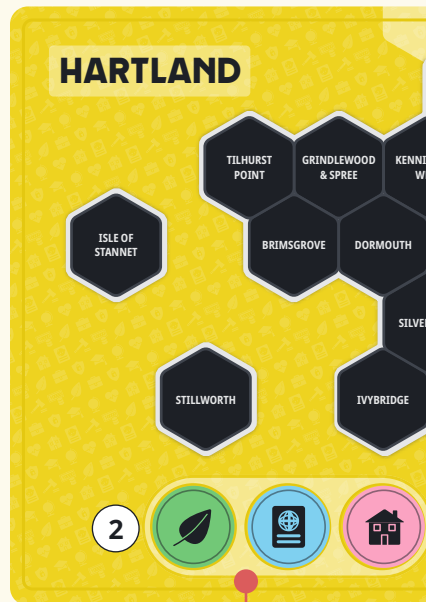 HARTLAND
TILHURST
POINT
GRINDLEWOOD
& SPREE
ISLE OF
STANNET
BRIMSGROVE
DORMOUTH
STILLWORTH
IVYBRIDGE
2